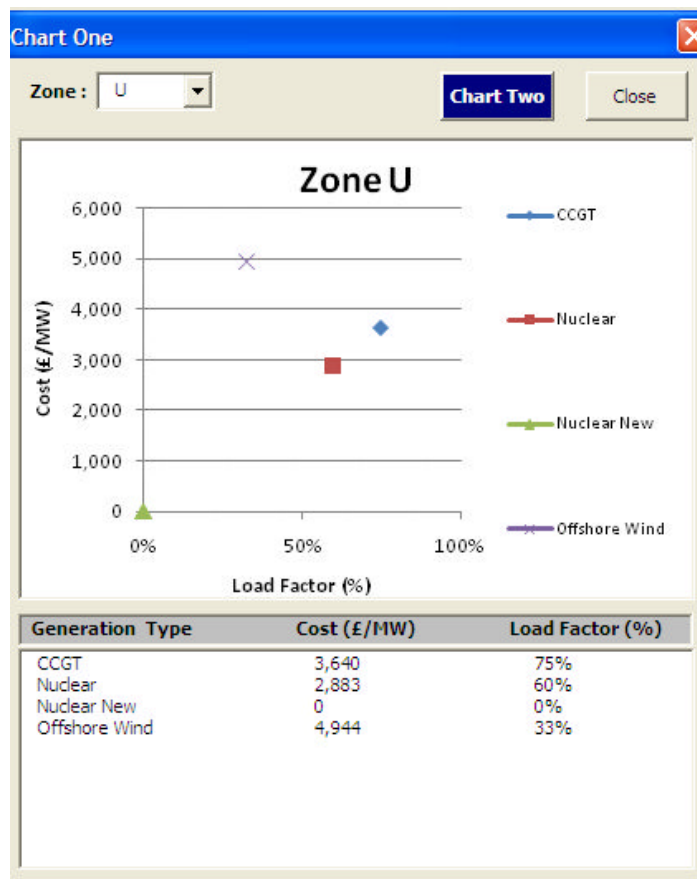 Chart One
Zone : U
Chart Two
Close
Zone U
6,000
5,000
4,000
3,000
2,000
1,000
0
Cost (£/MW)
0% 50% 100%
Load Factor (%)
CCGT
Nuclear
Nuclear New
Offshore Wind
Generation Type Cost (£/MW) Load Factor (%)
CCGT 3,640 75%
Nuclear 2,883 60%
Nuclear New 0 0%
Offshore Wind 4,944 33%